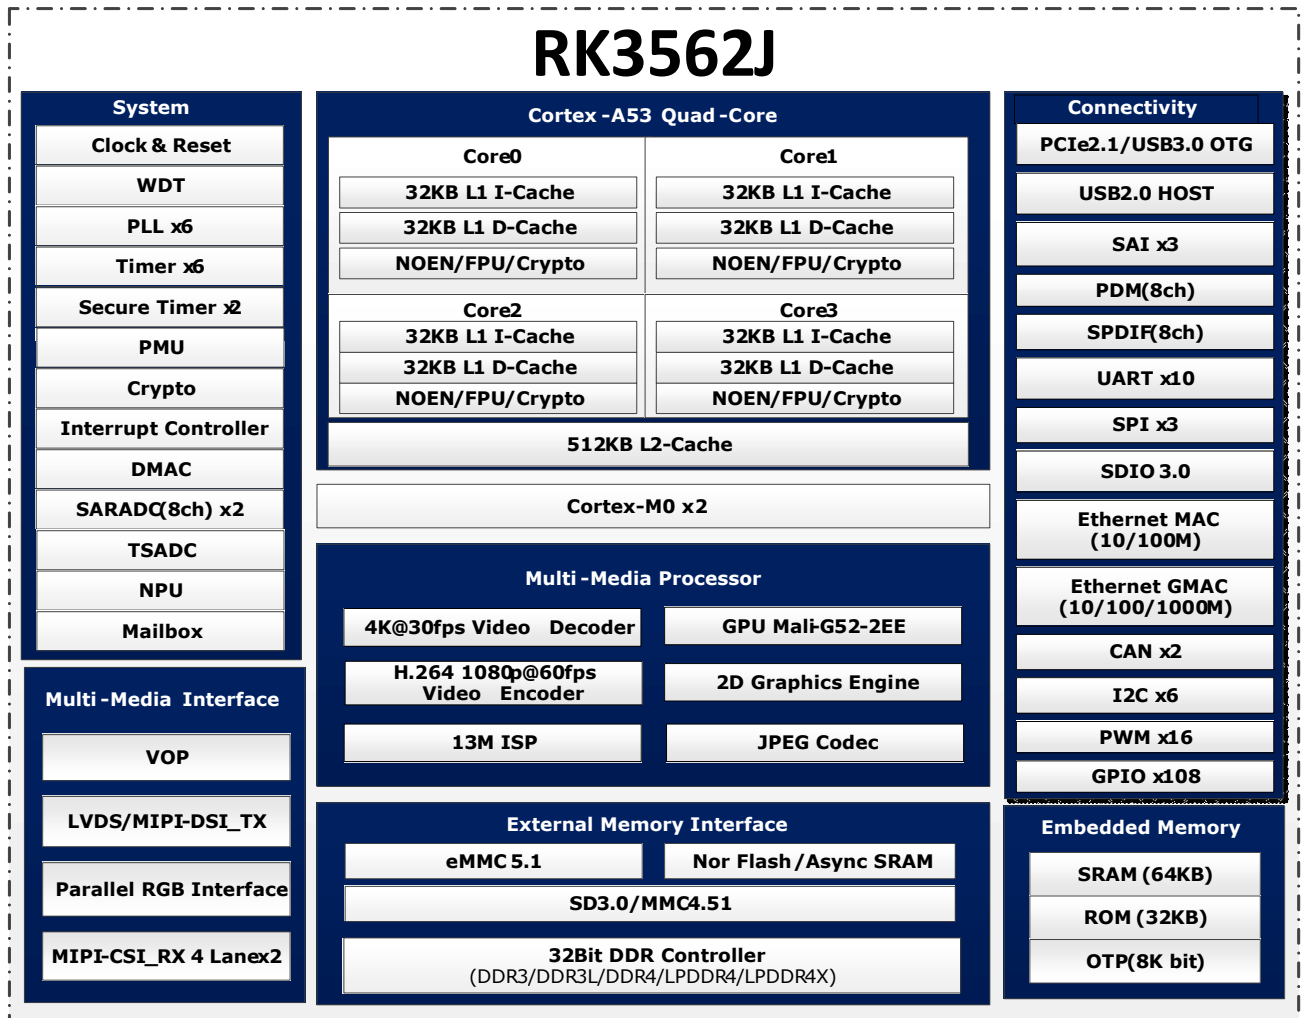 RK3562J
System
Clock & Reset
WDT
PLL x6
Timer x6
Secure Timer x2
PMU
Crypto
Interrupt Controller
DMAC
SARADC(8ch) x2
TSADC
NPU
Mailbox
Multi-Media Interface
VOP
LVDS/MIPI-DSI_TX
Parallel RGB Interface
MIPI-CSI_RX 4 Lanex2
Cortex-A53 Quad-Core
Core0
32KB L1 I-Cache
32KB L1 D-Cache
NOEN/FPU/Crypto
Core1
32KB L1 I-Cache
32KB L1 D-Cache
NOEN/FPU/Crypto
Core2
32KB L1 I-Cache
32KB L1 D-Cache
NOEN/FPU/Crypto
Core3
32KB L1 I-Cache
32KB L1 D-Cache
NOEN/FPU/Crypto
512KB L2-Cache
Cortex-M0 x2
Multi-Media Processor
4K@30fps Video Decoder
GPU Mali-G52-2EE
H.264 1080p@60fps
Video Encoder
2D Graphics Engine
13M ISP
JPEG Codec
External Memory Interface
eMMC 5.1
Nor Flash/Async SRAM
SD3.0/MMC4.51
32Bit DDR Controller
(DDR3/DDR3L/DDR4/LPDDR4/LPDDR4X)
Connectivity
PCIe2.1/USB3.0 OTG
USB2.0 HOST
SAI x3
PDM(8ch)
SPDIF(8ch)
UART x10
SPI x3
SDIO 3.0
Ethernet MAC
(10/100M)
Ethernet GMAC
(10/100/1000M)
CAN x2
I2C x6
PWM x16
GPIO x108
Embedded Memory
SRAM (64KB)
ROM (32KB)
OTP(8K bit)